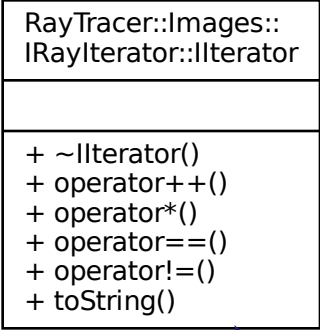 RayTracer::Images::
IRayIterator::IIterator
+ ~IIterator()
+ operator++()
+ operator*()
+ operator==()
+ operator!=()
+ toString()